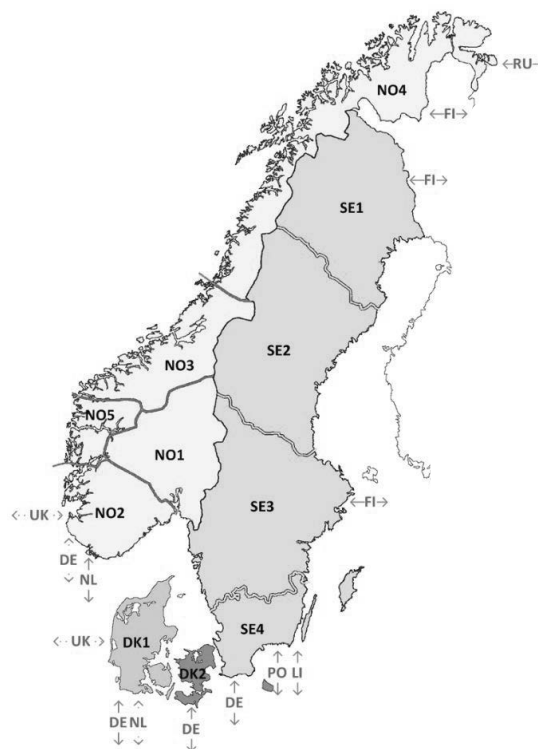 RU
NO4
FI
FI
SE1
SE2
NO3
NO5
NO1
SE3
FI
NO2
UK
DE
NL
SE4
DK1
UK
DK2
PO LI
DE
DE NL
DE